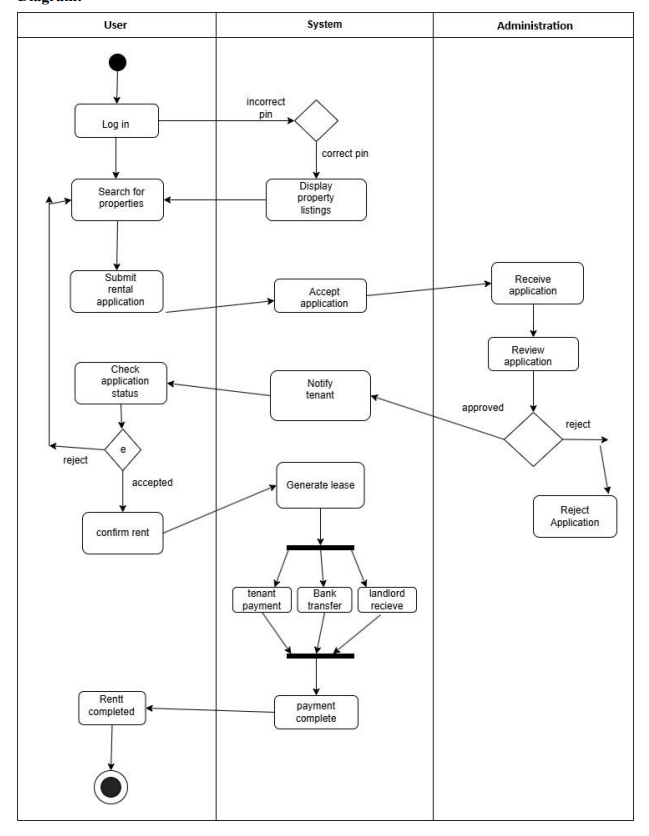 User
System
Administration
incorrect
pin
Log in
correct pin
Search for
properties
Display
property
listings
Submit
rental
application
Accept
application
Receive
application
Review
application
Check
application
status
Notify
tenant
approved
reject
e
reject
accepted
Generate lease
Reject
Application
confirm rent
tenant
payment
Bank
transfer
landlord
recieve
Rentt
completed
payment
complete